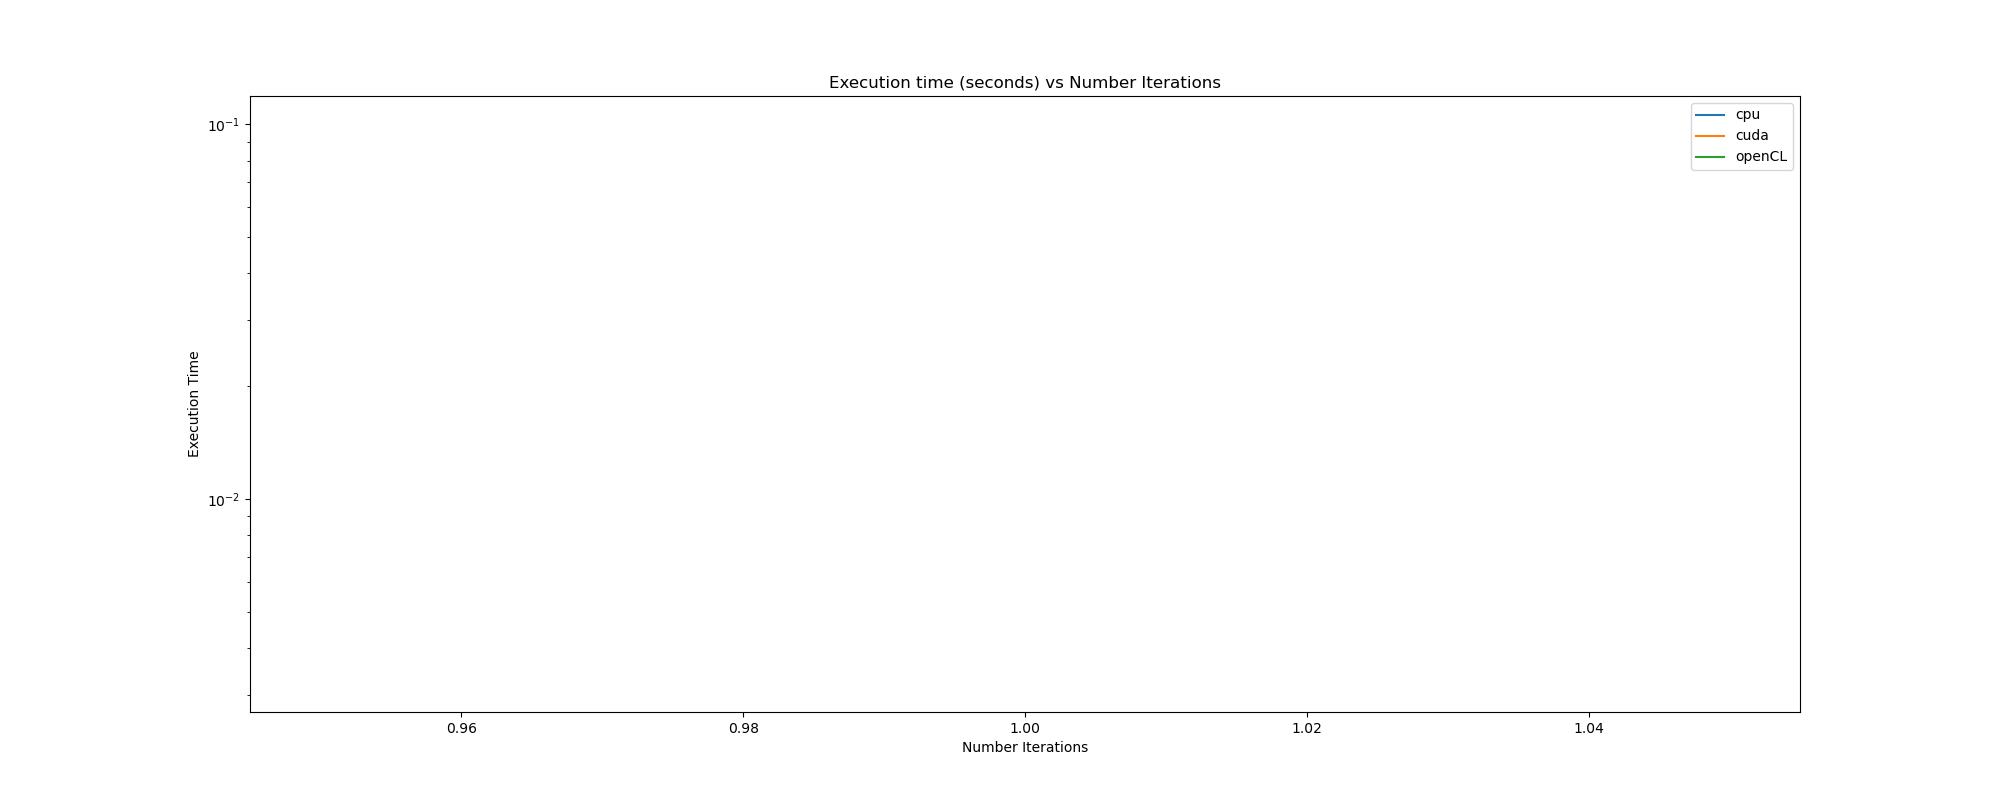 Execution time (seconds) vs Number Iterations
cpu
cuda
openCL
10⁻¹
10⁻²
Execution Time
0.96 0.98 1.00 1.02 1.04
Number Iterations